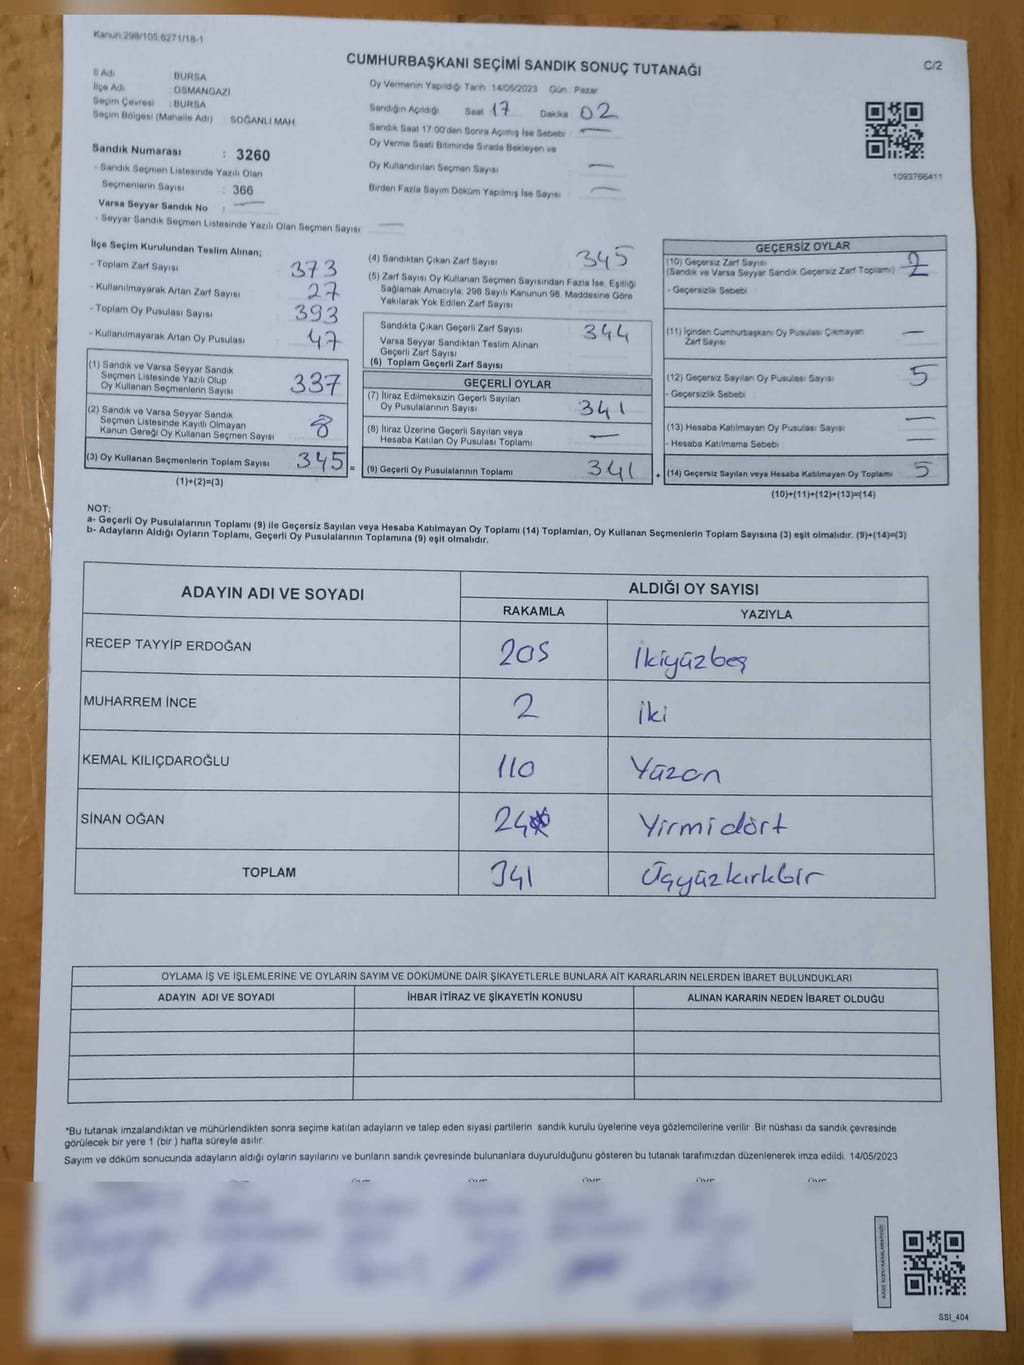 Kanun 298/105,6271/16-1
CUMHURBAŞKANI SEÇİMİ SANDIK SONUÇ TUTANAĞI
C/2
İl Adı BURSA
İlçe Adı : OSMANGAZİ
Seçim Çevresi : BURSA
Seçim Bölgesi (Mahalle Adı) : SOĞANLI MAH.
Sandık Numarası : 3260
- Sandık Seçmen Listesinde Yazılı Olan
Seçmenlerin Sayısı : 366
Varsa Seyyar Sandık No : —
- Seyyar Sandık Seçmen Listesinde Yazılı Olan Seçmen Sayısı —
Oy Vermenin Yapıldığı Tarih 14/05/2023 Gün : Pazar
Sandığın Açıldığı Saat 17 Dakika 02
Sandık Saat 17.00'den Sonra Açılmış İse Sebebi : —
Oy Verme Saati Bitiminde Sırada Bekleyen ve
Oy Kullandırılan Seçmen Sayısı —
Birden Fazla Sayım Döküm Yapılmış İse Sayısı —
1093766411
İlçe Seçim Kurulundan Teslim Alınan;
- Toplam Zarf Sayısı 373
- Kullanılmayarak Artan Zarf Sayısı 27
- Toplam Oy Pusulası Sayısı 393
- Kullanılmayarak Artan Oy Pusulası 47
(1) Sandık ve Varsa Seyyar Sandık
Seçmen Listesinde Yazılı Olup
Oy Kullanan Seçmenlerin Sayısı 337
(2) Sandık ve Varsa Seyyar Sandık
Seçmen Listesinde Kayıtlı Olmayan
Kanun Gereği Oy Kullanan Seçmen Sayısı 8
(3) Oy Kullanan Seçmenlerin Toplam Sayısı 345 =
(1)+(2)=(3)
(4) Sandıktan Çıkan Zarf Sayısı 345
(5) Zarf Sayısı Oy Kullanan Seçmen Sayısından Fazla İse, Eşitliği
Sağlamak Amacıyla, 298 Sayılı Kanunun 98. Maddesine Göre
Yakılarak Yok Edilen Zarf Sayısı
Sandıkta Çıkan Geçerli Zarf Sayısı 344
Varsa Seyyar Sandıktan Teslim Alınan
Geçerli Zarf Sayısı
(6) Toplam Geçerli Zarf Sayısı
GEÇERLİ OYLAR
(7) İtiraz Edilmeksizin Geçerli Sayılan
Oy Pusulalarının Sayısı 341
(8) İtiraz Üzerine Geçerli Sayılan veya
Hesaba Katılan Oy Pusulası Toplamı —
(9) Geçerli Oy Pusulalarının Toplamı 341 +
GEÇERSİZ OYLAR
(10) Geçersiz Zarf Sayısı
(Sandık ve Varsa Seyyar Sandık Geçersiz Zarf Toplamı)
- Geçersizlik Sebebi
(11) İçinden Cumhurbaşkanı Oy Pusulası Çıkmayan
Zarf Sayısı —
(12) Geçersiz Sayılan Oy Pusulası Sayısı 5
- Geçersizlik Sebebi
(13) Hesaba Katılmayan Oy Pusulası Sayısı —
- Hesaba Katılmama Sebebi —
(14) Geçersiz Sayılan veya Hesaba Katılmayan Oy Toplamı 5
(10)+(11)+(12)+(13)=(14)
NOT:
a- Geçerli Oy Pusulalarının Toplamı (9) ile Geçersiz Sayılan veya Hesaba Katılmayan Oy Toplamı (14) Toplamları, Oy Kullanan Seçmenlerin Toplam Sayısına (3) eşit olmalıdır. (9)+(14)=(3)
b- Adayların Aldığı Oyların Toplamı, Geçerli Oy Pusulalarının Toplamına (9) eşit olmalıdır.
ADAYIN ADI VE SOYADI
ALDIĞI OY SAYISI
RAKAMLA YAZIYLA
RECEP TAYYİP ERDOĞAN 205 İkiyüzbeş
MUHARREM İNCE 2 iki
KEMAL KILIÇDAROĞLU 110 Yüzon
SİNAN OĞAN 24 Yirmidört
TOPLAM 341 Üçyüzkırkbir
OYLAMA İŞ VE İŞLEMLERİNE VE OYLARIN SAYIM VE DÖKÜMÜNE DAİR ŞİKAYETLERLE BUNLARA AİT KARARLARIN NELERDEN İBARET BULUNDUKLARI
ADAYIN ADI VE SOYADI İHBAR İTİRAZ VE ŞİKAYETİN KONUSU ALINAN KARARIN NEDEN İBARET OLDUĞU
*Bu tutanak imzalandıktan ve mühürlendikten sonra seçime katılan adayların ve talep eden siyasi partilerin sandık kurulu üyelerine veya gözlemcilerine verilir. Bir nüshası da sandık çevresinde
görülecek bir yere 1 (bir) hafta süreyle asılır.
Sayım ve döküm sonucunda adayların aldığı oyların sayılarını ve bunların sandık çevresinde bulunanlara duyurulduğunu gösteren bu tutanak tarafımızdan düzenlenerek imza edildi. 14/05/2023
SSİ_404